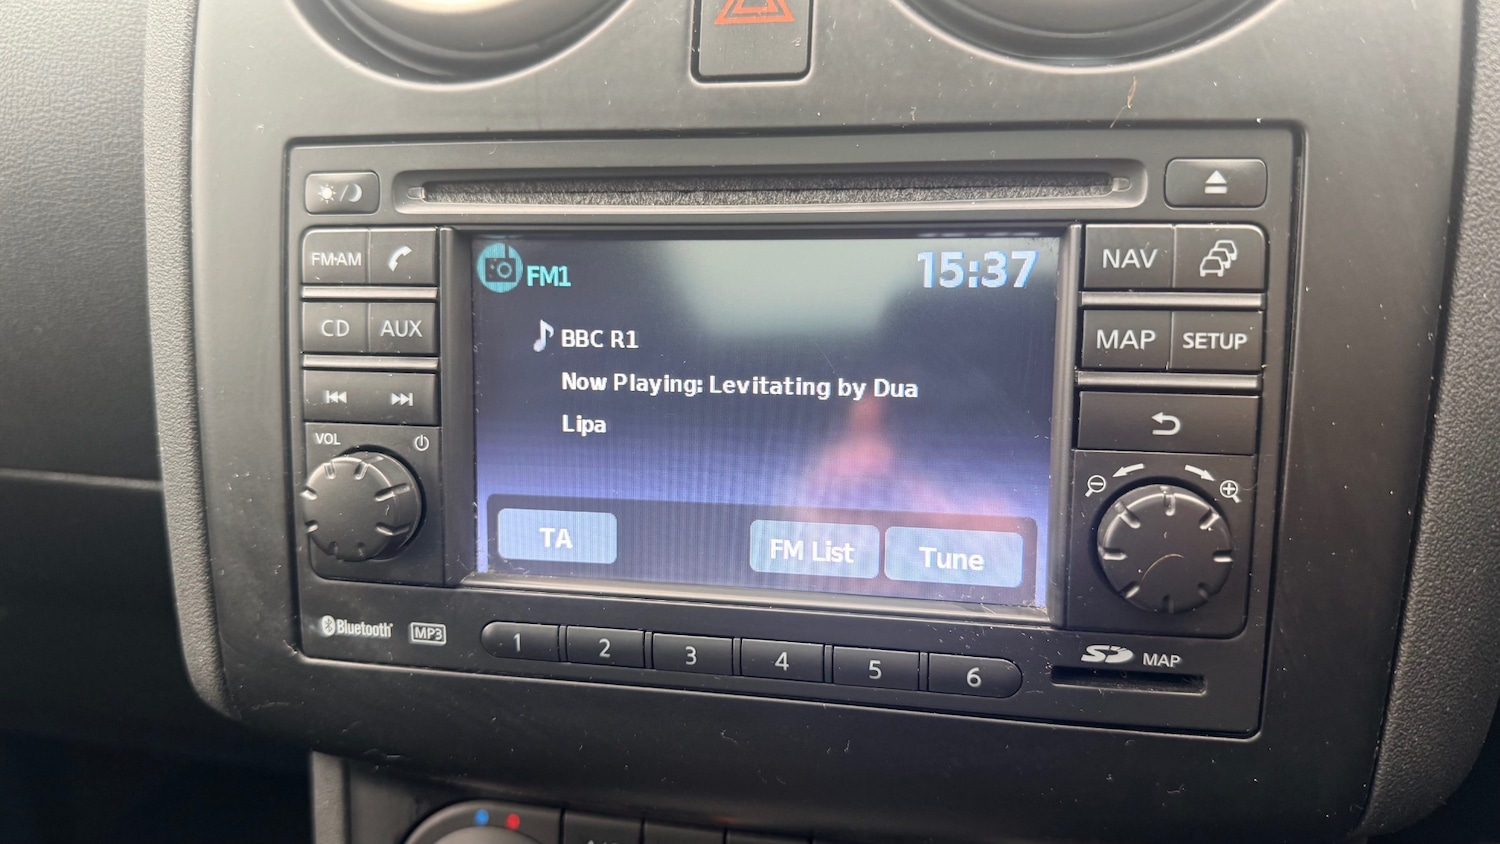 FM1
15:37
BBC R1
Now Playing: Levitating by Dua
Lipa
TA
FM List
Tune
FM·AM
CD
AUX
VOL
NAV
MAP
SETUP
Bluetooth
MP3
1
2
3
4
5
6
SD MAP